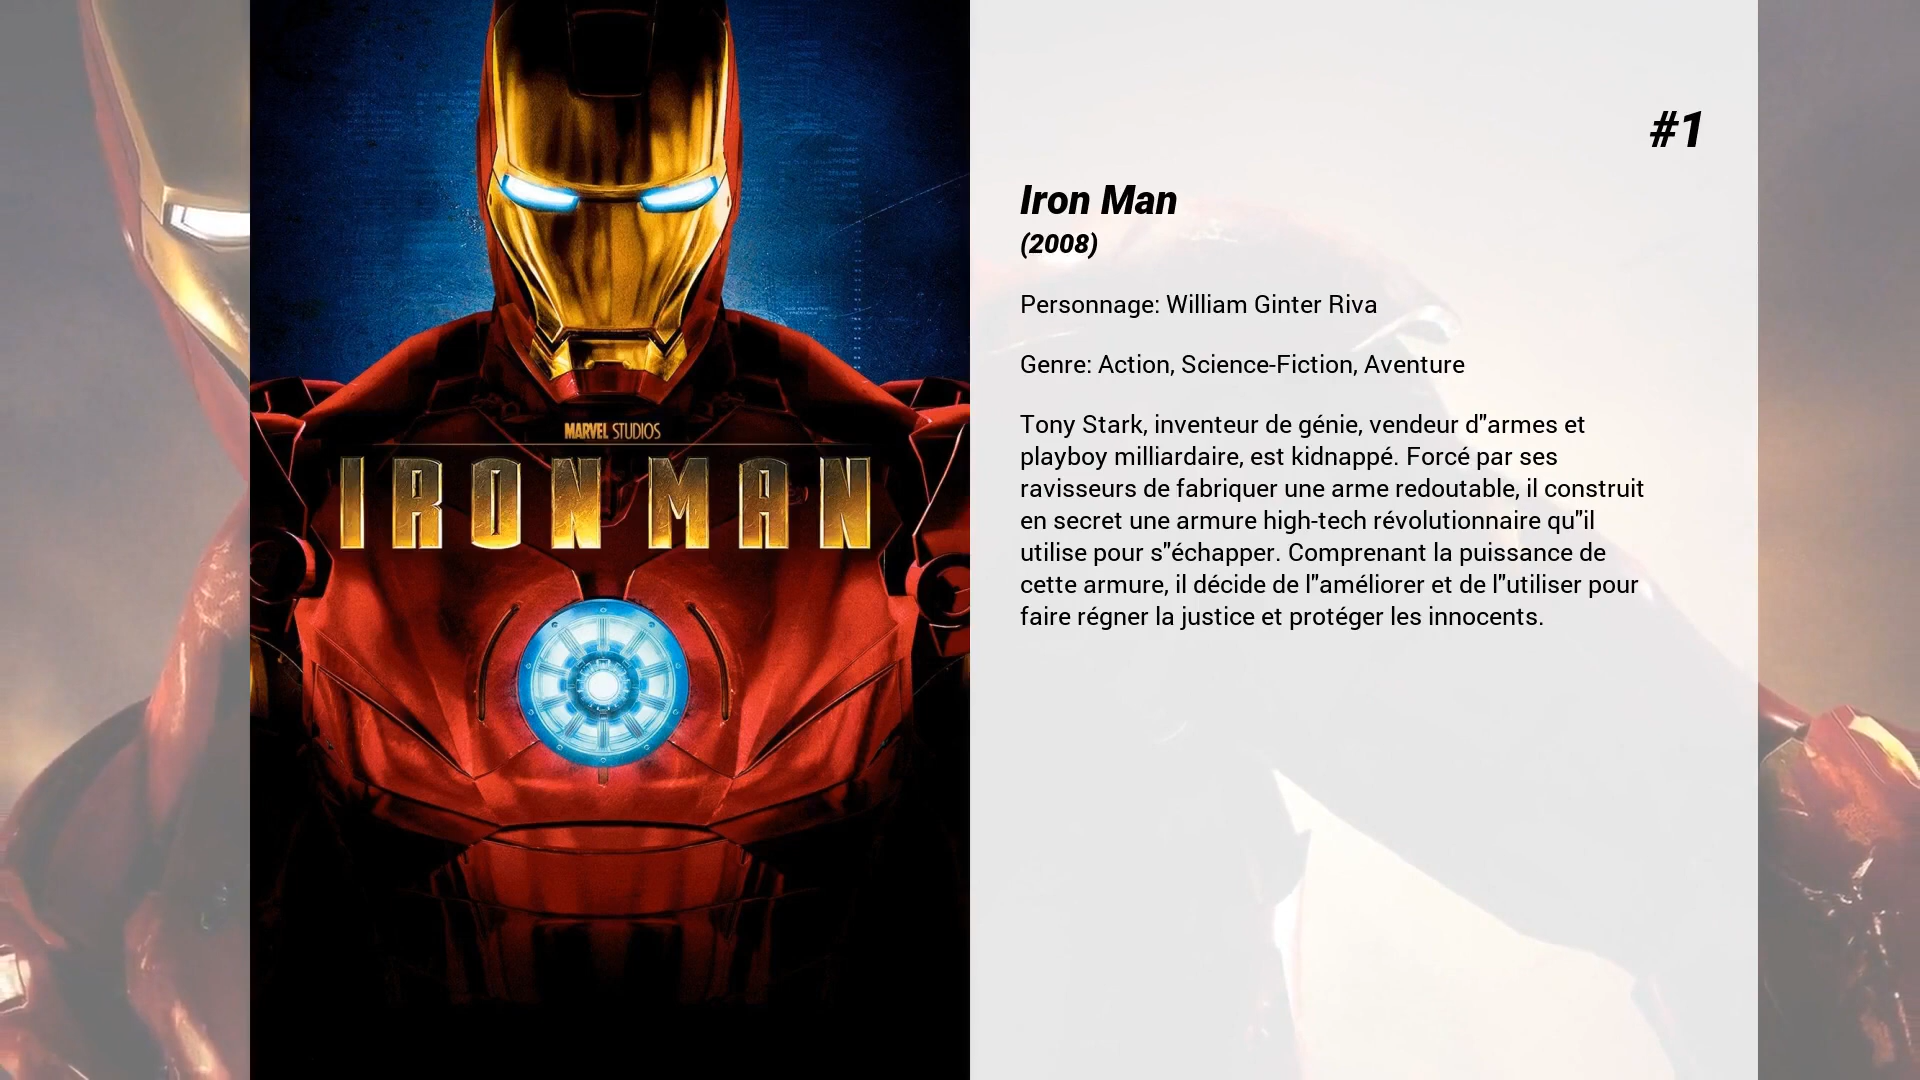 MARVEL STUDIOS
IRON MAN
#1
Iron Man
(2008)
Personnage: William Ginter Riva
Genre: Action, Science-Fiction, Aventure
Tony Stark, inventeur de génie, vendeur d"armes et
playboy milliardaire, est kidnappé. Forcé par ses
ravisseurs de fabriquer une arme redoutable, il construit
en secret une armure high-tech révolutionnaire qu"il
utilise pour s"échapper. Comprenant la puissance de
cette armure, il décide de l"améliorer et de l"utiliser pour
faire régner la justice et protéger les innocents.